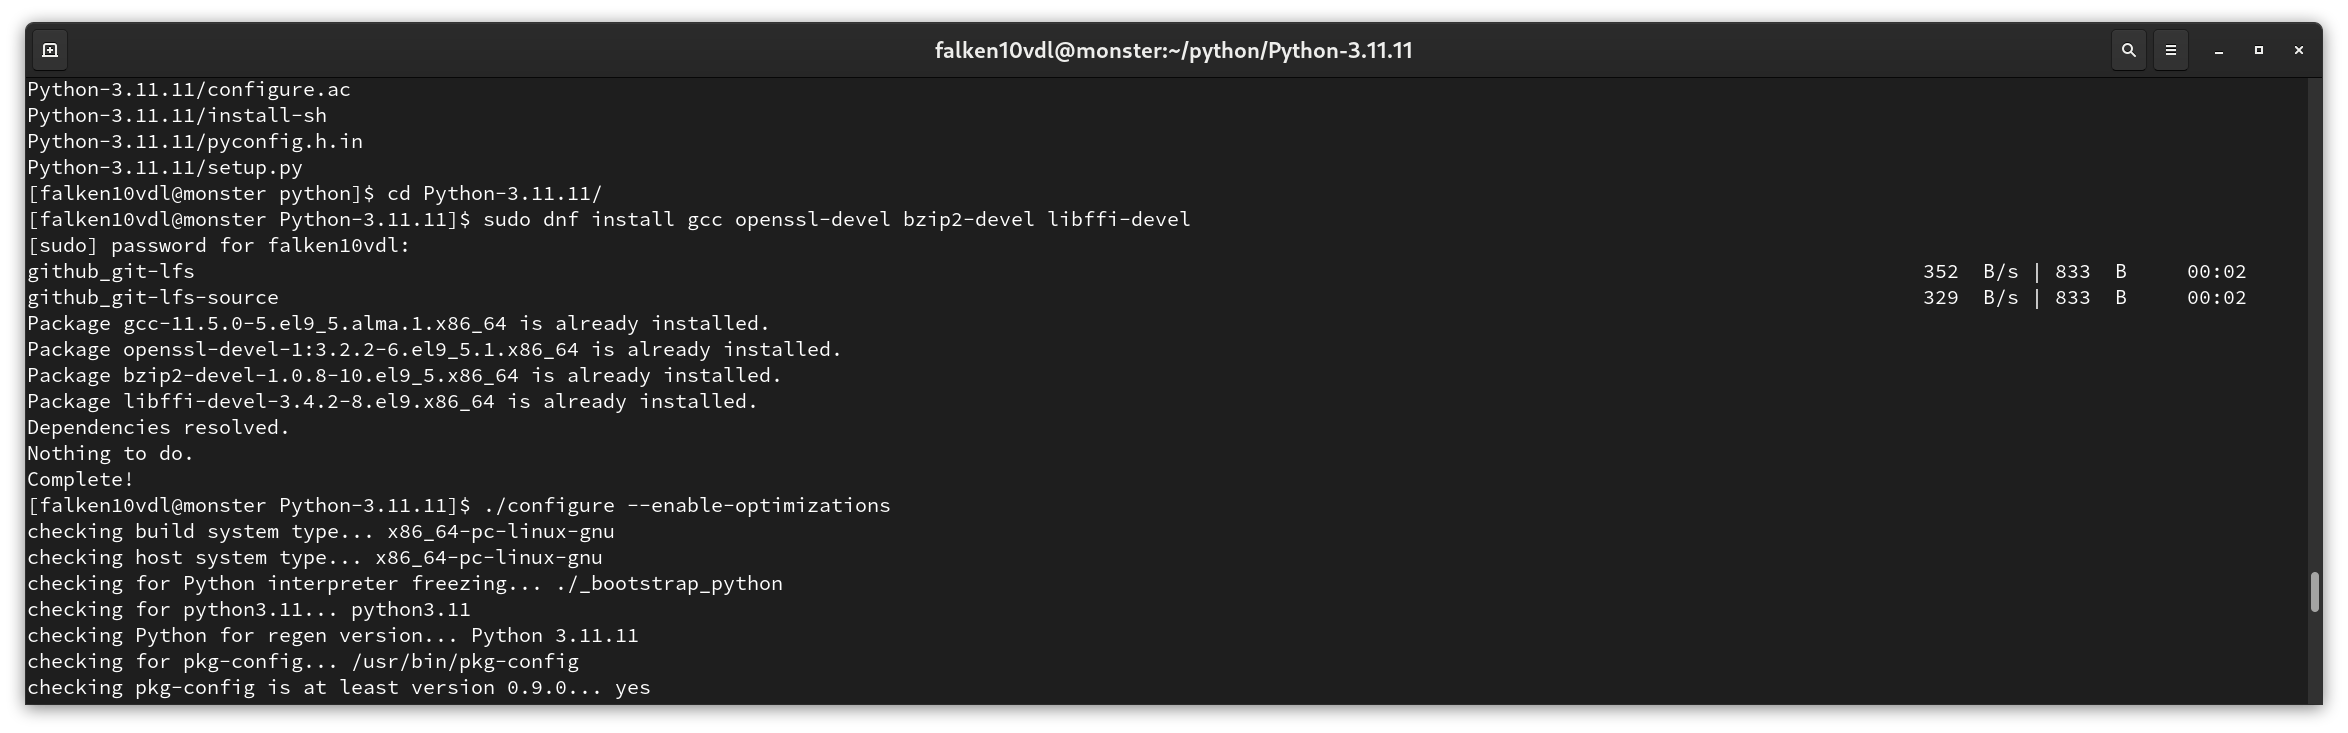 falken10vdl@monster:~/python/Python-3.11.11
Python-3.11.11/configure.ac
Python-3.11.11/install-sh
Python-3.11.11/pyconfig.h.in
Python-3.11.11/setup.py
[falken10vdl@monster python]$ cd Python-3.11.11/
[falken10vdl@monster Python-3.11.11]$ sudo dnf install gcc openssl-devel bzip2-devel libffi-devel
[sudo] password for falken10vdl:
github_git-lfs 352 B/s | 833 B 00:02
github_git-lfs-source 329 B/s | 833 B 00:02
Package gcc-11.5.0-5.el9_5.alma.1.x86_64 is already installed.
Package openssl-devel-1:3.2.2-6.el9_5.1.x86_64 is already installed.
Package bzip2-devel-1.0.8-10.el9_5.x86_64 is already installed.
Package libffi-devel-3.4.2-8.el9.x86_64 is already installed.
Dependencies resolved.
Nothing to do.
Complete!
[falken10vdl@monster Python-3.11.11]$ ./configure --enable-optimizations
checking build system type... x86_64-pc-linux-gnu
checking host system type... x86_64-pc-linux-gnu
checking for Python interpreter freezing... ./_bootstrap_python
checking for python3.11... python3.11
checking Python for regen version... Python 3.11.11
checking for pkg-config... /usr/bin/pkg-config
checking pkg-config is at least version 0.9.0... yes